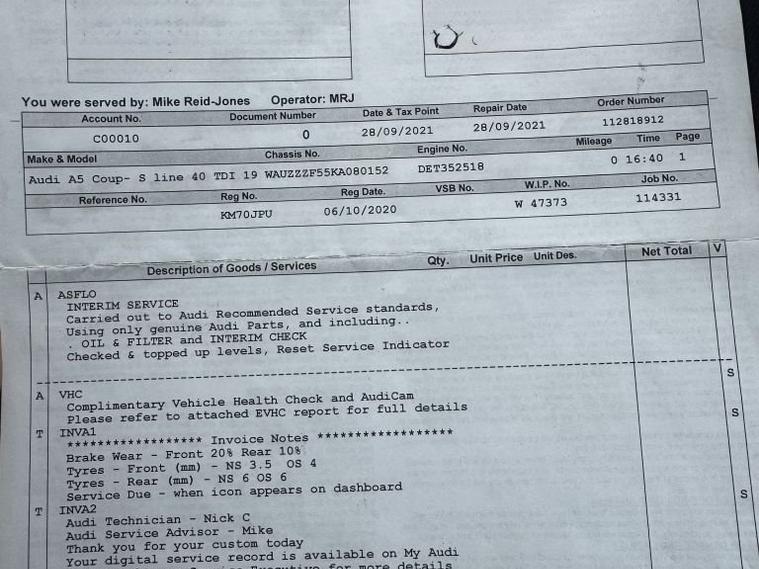 You were served by: Mike Reid-Jones Operator: MRJ
Account No. Document Number Date & Tax Point Repair Date Order Number
C00010 0 28/09/2021 28/09/2021 112818912
Make & Model Chassis No. Engine No. Mileage Time Page
Audi A5 Coup- S line 40 TDI 19 WAUZZZF55KA080152 DET352518 0 16:40 1
Reference No. Reg No. Reg Date. VSB No. W.I.P. No. Job No.
KM70JPU 06/10/2020 W 47373 114331
Description of Goods / Services Qty. Unit Price Unit Des. Net Total V
A ASFLO
INTERIM SERVICE
Carried out to Audi Recommended Service standards,
Using only genuine Audi Parts, and including..
. OIL & FILTER and INTERIM CHECK
Checked & topped up levels, Reset Service Indicator
S
A VHC
Complimentary Vehicle Health Check and AudiCam
Please refer to attached EVHC report for full details S
T INVA1
****************** Invoice Notes ******************
Brake Wear - Front 20% Rear 10%
Tyres - Front (mm) - NS 3.5 OS 4
Tyres - Rear (mm) - NS 6 OS 6
Service Due - when icon appears on dashboard S
T INVA2
Audi Technician - Nick C
Audi Service Advisor - Mike
Thank you for your custom today
Your digital service record is available on My Audi
Service Executive for more details